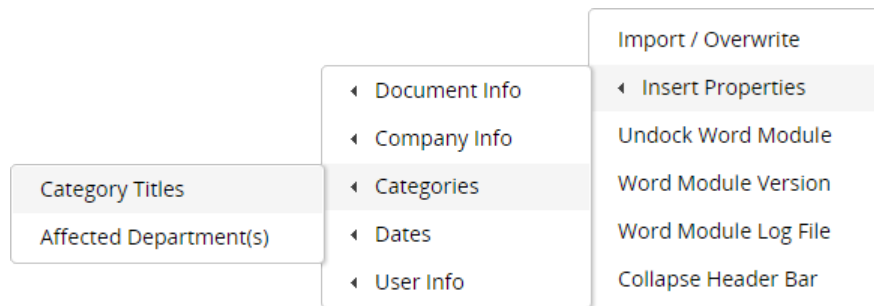 Import / Overwrite
Insert Properties
Undock Word Module
Word Module Version
Word Module Log File
Collapse Header Bar
Document Info
Company Info
Categories
Dates
User Info
Category Titles
Affected Department(s)